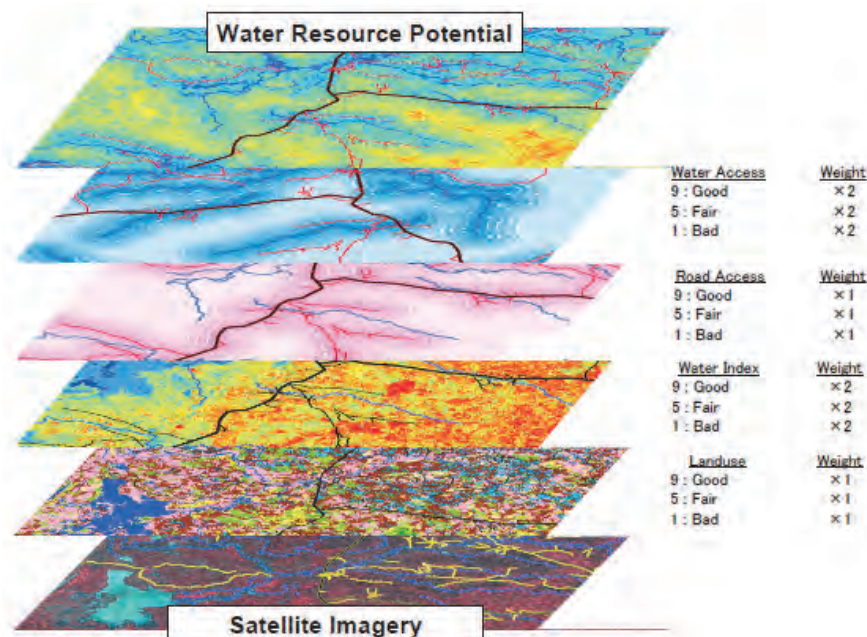 Water Resource Potential
Water Access Weight
9 : Good ×2
5 : Fair ×2
1 : Bad ×2
Road Access Weight
9 : Good ×1
5 : Fair ×1
1 : Bad ×1
Water Index Weight
9 : Good ×2
5 : Fair ×2
1 : Bad ×2
Landuse Weight
9 : Good ×1
5 : Fair ×1
1 : Bad ×1
Satellite Imagery